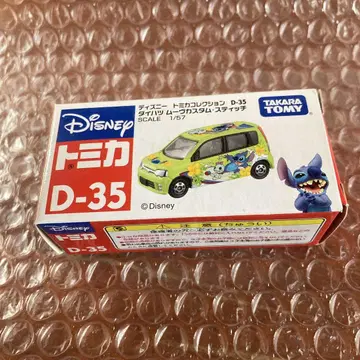 ディズニー トミカコレクション D-35
ダイハツ ムーヴカスタム・スティッチ
SCALE 1/57
TAKARA
TOMY
Disney
トミカ
D-35
©Disney
Disney
トミカ
D-35